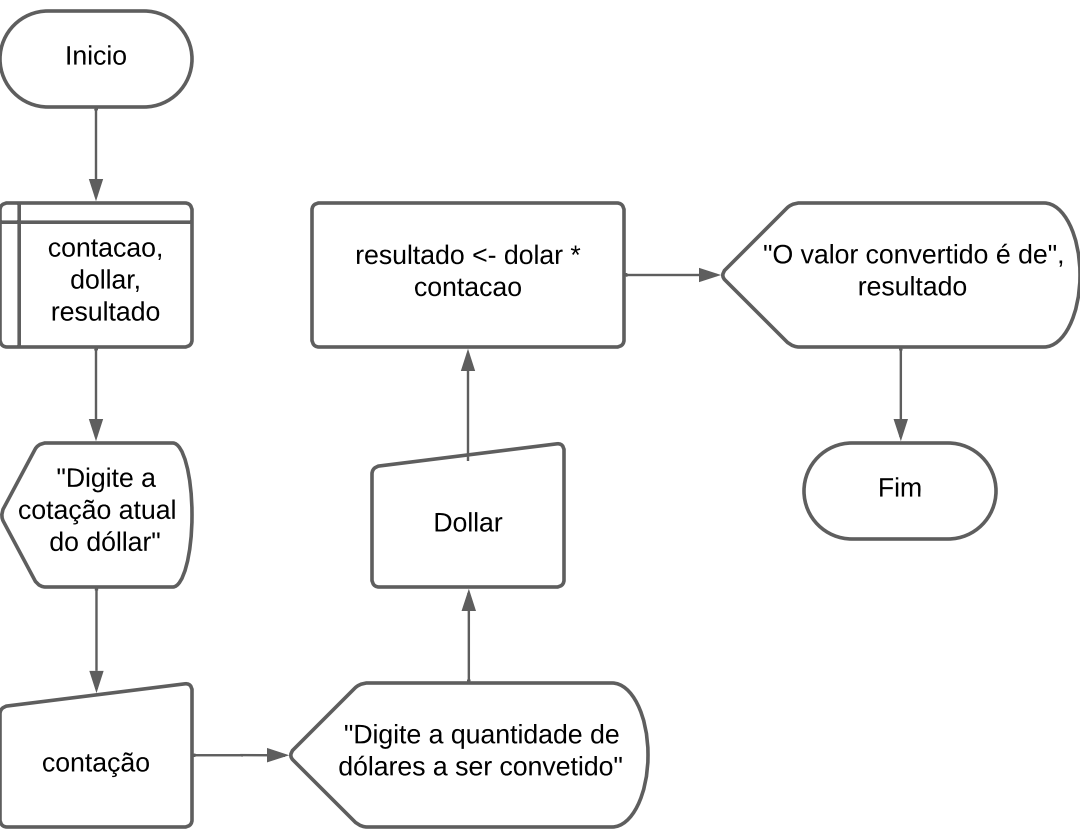 Inicio
contacao,
dollar,
resultado
"Digite a
cotação atual
do dóllar"
contação
"Digite a quantidade de
dólares a ser convetido"
Dollar
resultado <- dolar *
contacao
"O valor convertido é de",
resultado
Fim